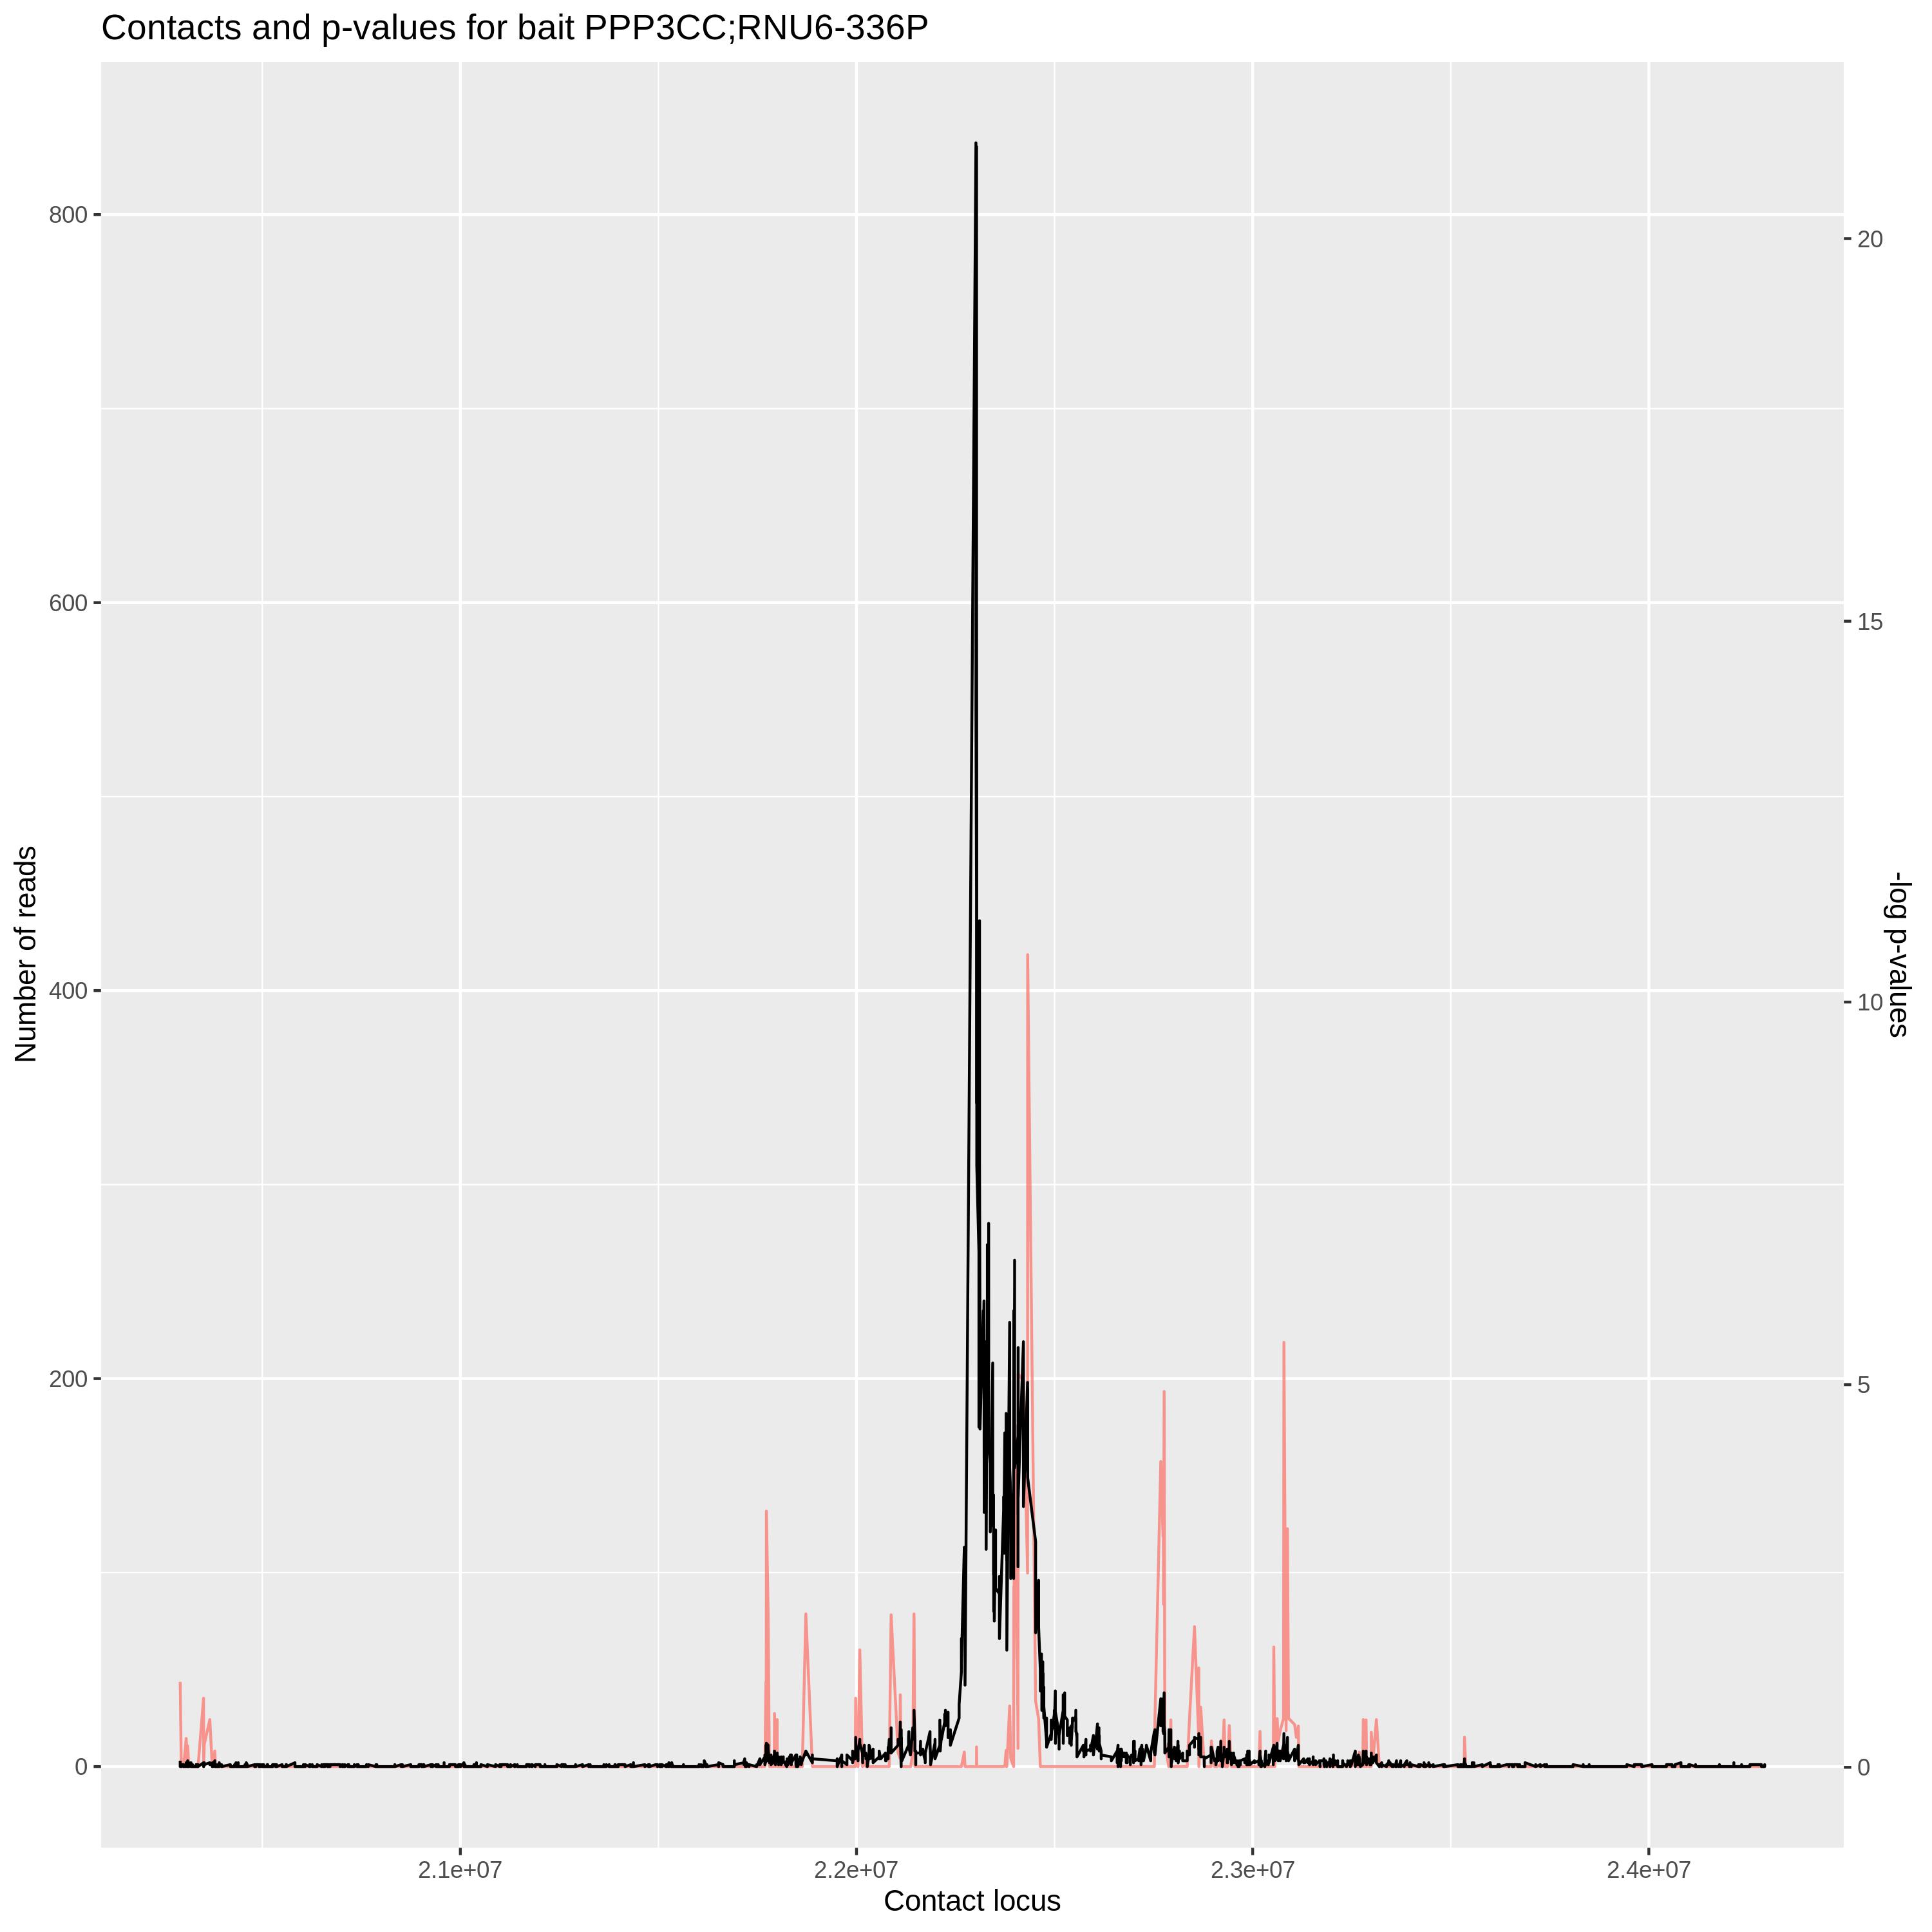 Contacts and p-values for bait PPP3CC;RNU6-336P
800
600
400
200
0
Number of reads
20
15
10
5
0
-log p-values
2.1e+07
2.2e+07
2.3e+07
2.4e+07
Contact locus